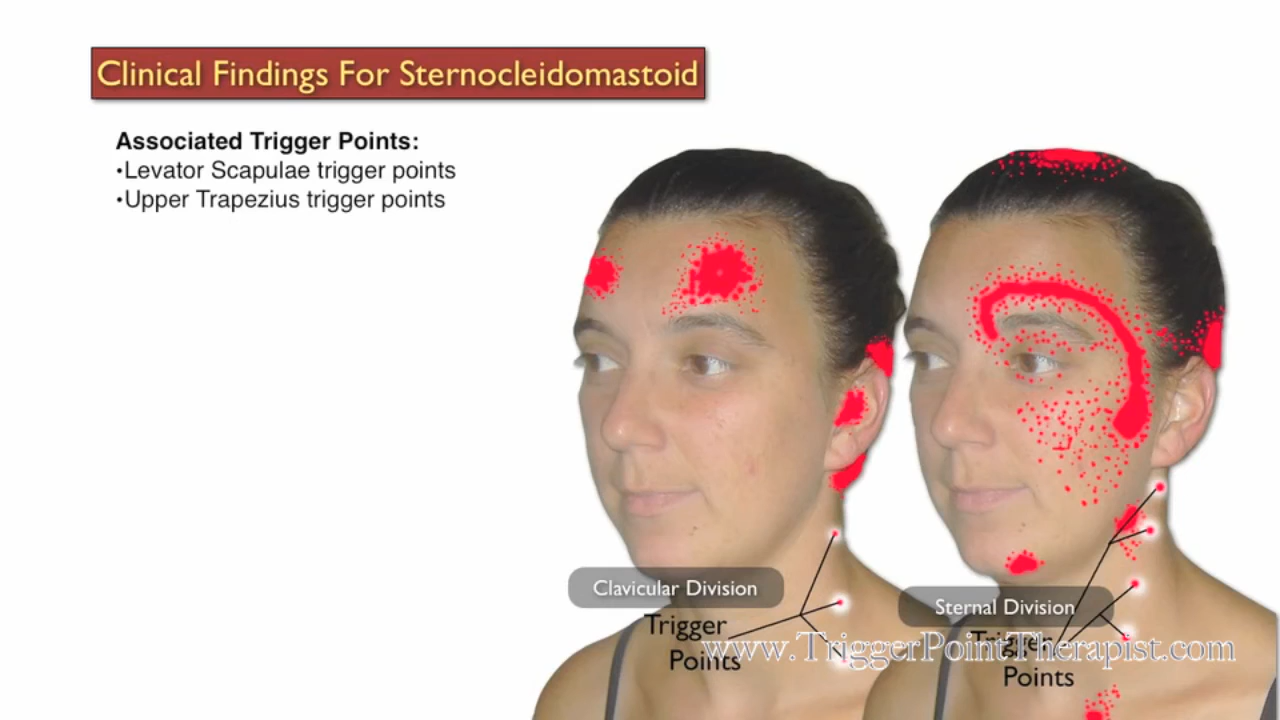 Clinical Findings For Sternocleidomastoid
Associated Trigger Points:
•Levator Scapulae trigger points
•Upper Trapezius trigger points
Clavicular Division
Trigger
Points
Sternal Division
Trigger
Points
www.TriggerPointTherapist.com